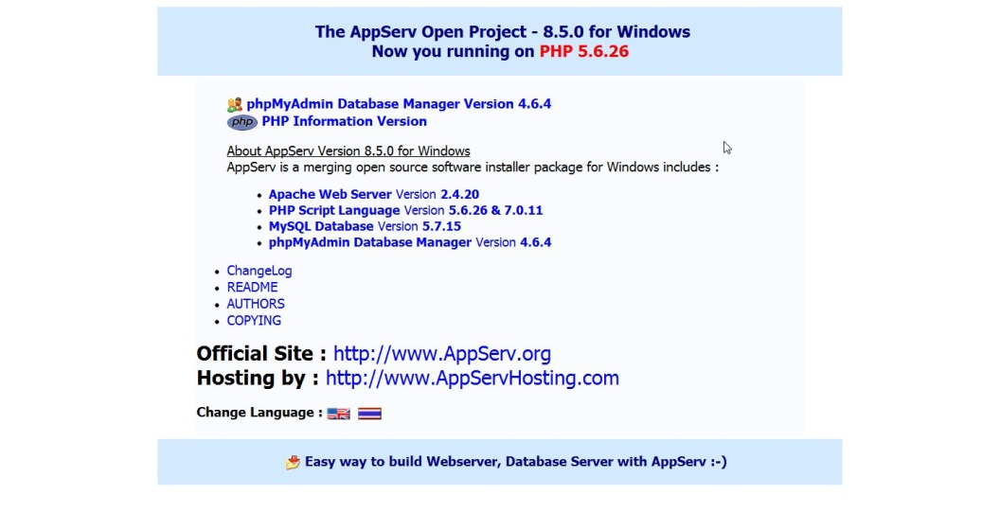 The AppServ Open Project - 8.5.0 for Windows
Now you running on PHP 5.6.26
phpMyAdmin Database Manager Version 4.6.4
php PHP Information Version
About AppServ Version 8.5.0 for Windows
AppServ is a merging open source software installer package for Windows includes :
Apache Web Server Version 2.4.20
PHP Script Language Version 5.6.26 & 7.0.11
MySQL Database Version 5.7.15
phpMyAdmin Database Manager Version 4.6.4
ChangeLog
README
AUTHORS
COPYING
Official Site : http://www.AppServ.org
Hosting by : http://www.AppServHosting.com
Change Language :
Easy way to build Webserver, Database Server with AppServ :-)